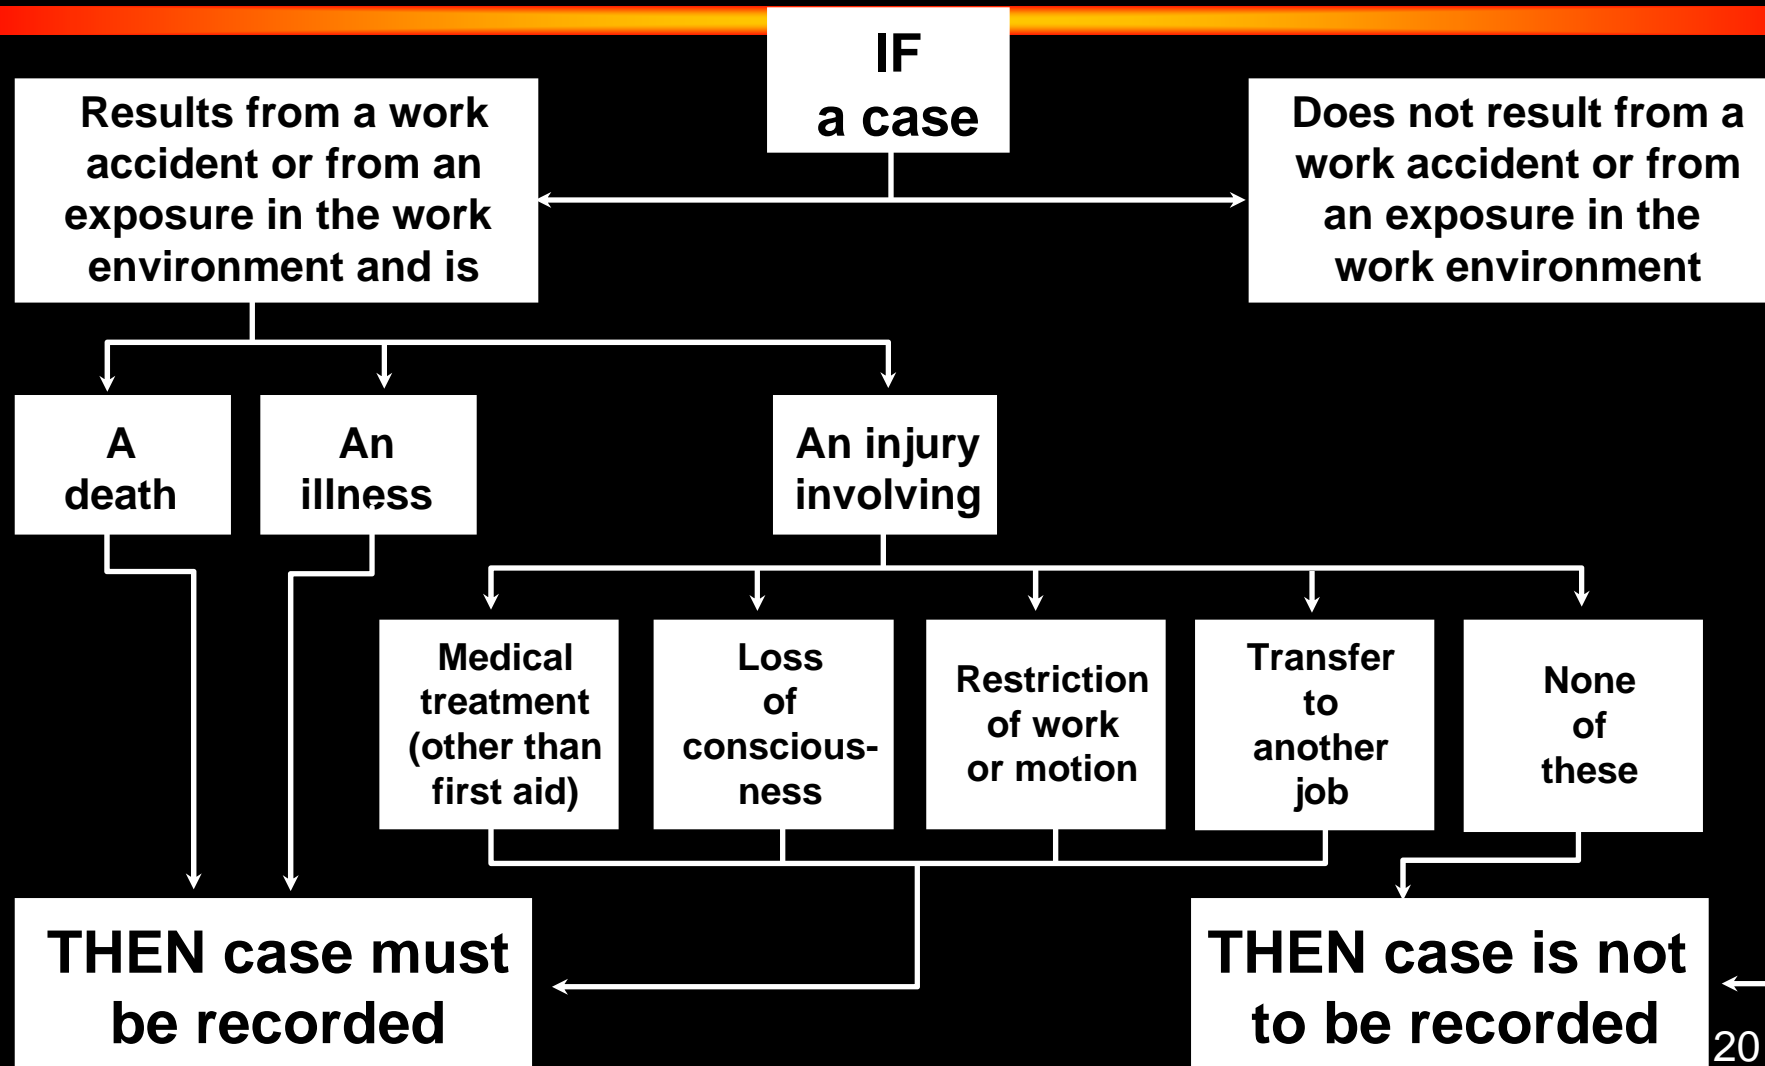 IF
a case
Results from a work
accident or from an
exposure in the work
environment and is
Does not result from a
work accident or from
an exposure in the
work environment
A
death
An
illness
An injury
involving
Medical
treatment
(other than
first aid)
Loss
of
conscious-
ness
Restriction
of work
or motion
Transfer
to
another
job
None
of
these
THEN case must
be recorded
THEN case is not
to be recorded
20